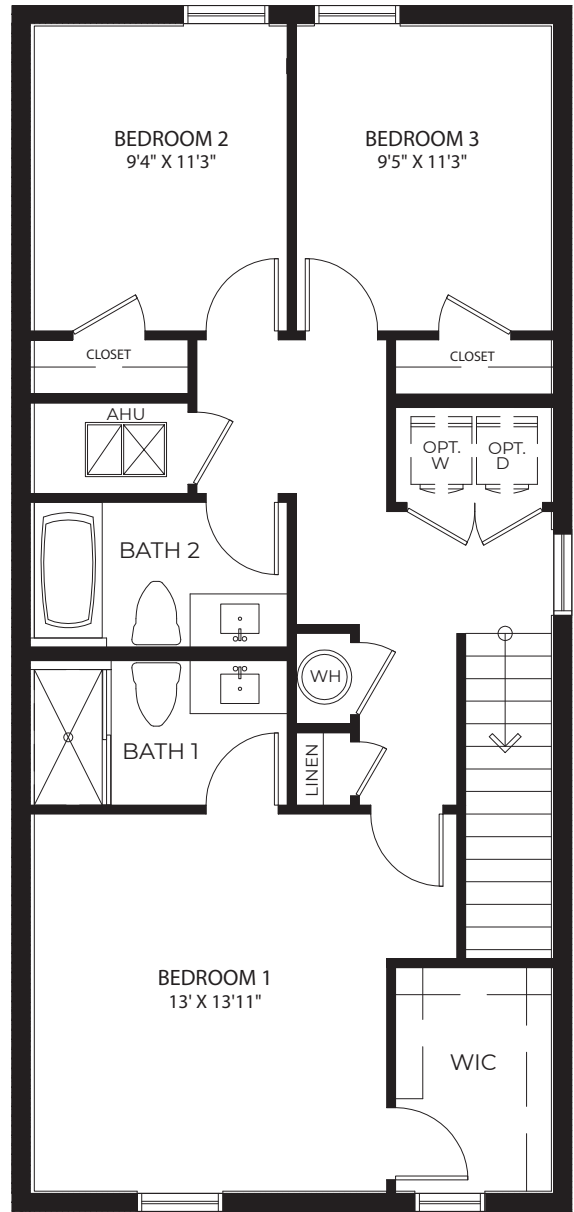 BEDROOM 2
9'4" X 11'3"
BEDROOM 3
9'5" X 11'3"
CLOSET
CLOSET
AHU
OPT.
W
OPT.
D
BATH 2
WH
BATH 1
LINEN
BEDROOM 1
13' X 13'11"
WIC